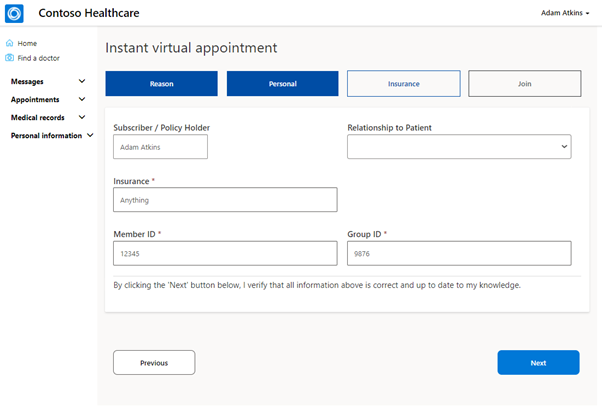 Contoso Healthcare
Adam Atkins
Home
Find a doctor
Messages
Appointments
Medical records
Personal information
Instant virtual appointment
Reason Personal Insurance Join
Subscriber / Policy Holder Relationship to Patient
Adam Atkins
Insurance *
Anything
Member ID * Group ID *
12345 9876
By clicking the 'Next' button below, I verify that all information above is correct and up to date to my knowledge.
Previous Next